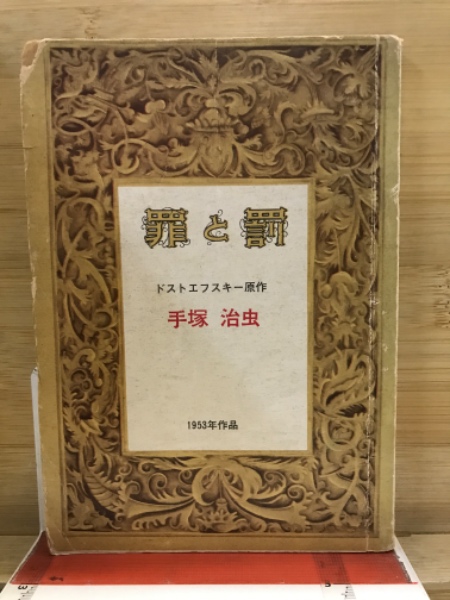 罪と罰
ドストエフスキー原作
手塚 治虫
1953年作品